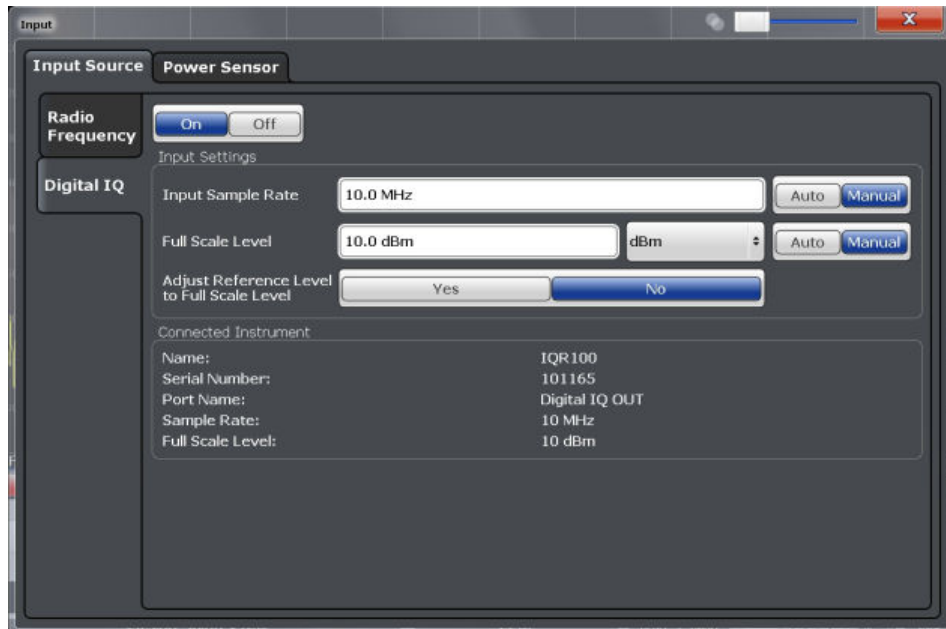 Input
Input Source Power Sensor
Radio
Frequency
Digital IQ
On Off
Input Settings
Input Sample Rate 10.0 MHz Auto Manual
Full Scale Level 10.0 dBm dBm Auto Manual
Adjust Reference Level
to Full Scale Level Yes No
Connected Instrument
Name: IQR100
Serial Number: 101165
Port Name: Digital IQ OUT
Sample Rate: 10 MHz
Full Scale Level: 10 dBm